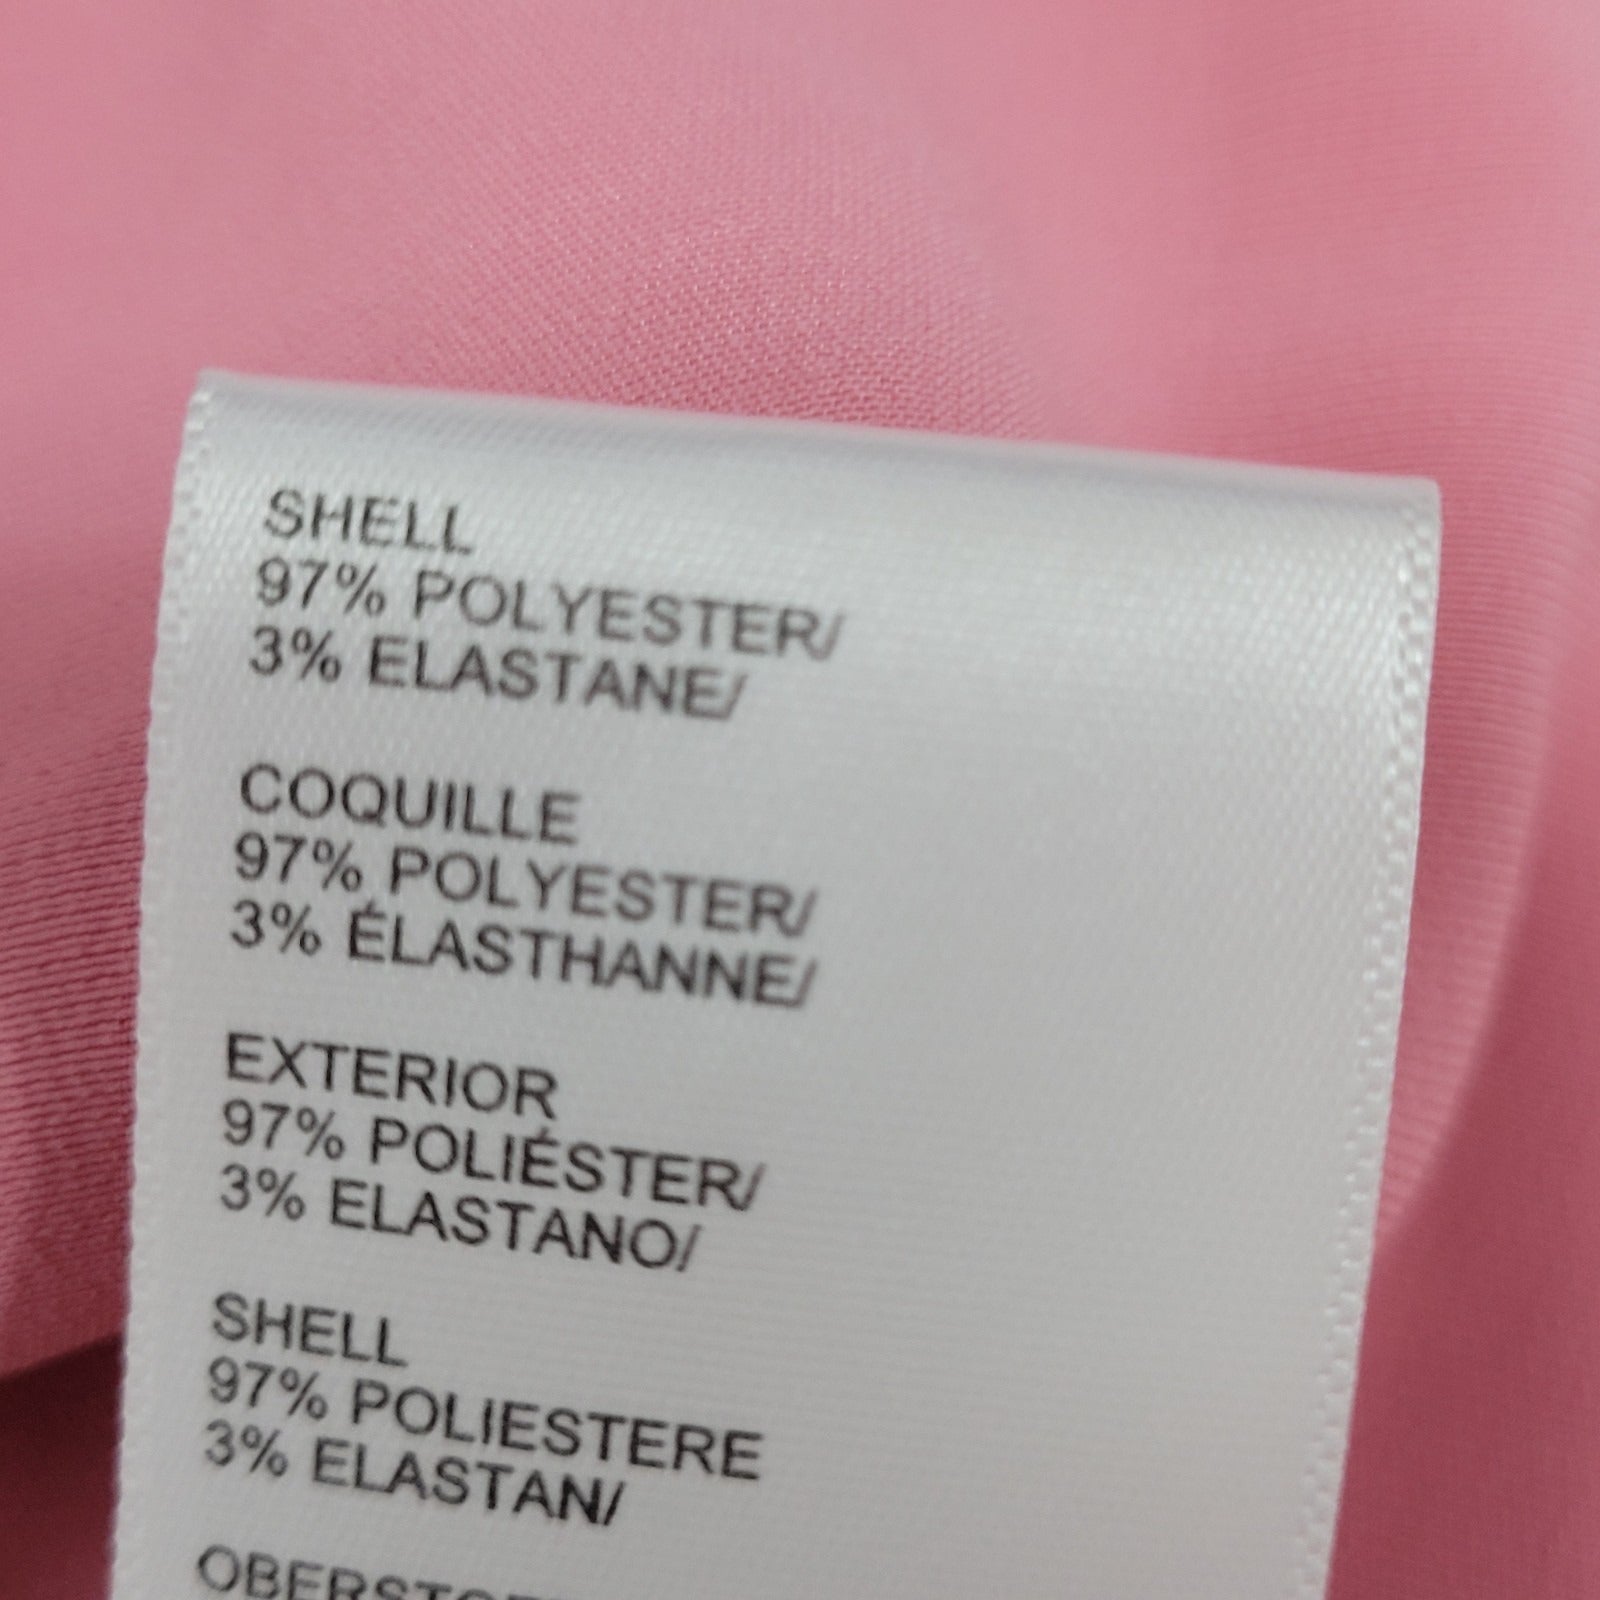 SHELL
97% POLYESTER/
3% ELASTANE/
COQUILLE
97% POLYESTER/
3% ÉLASTHANNE/
EXTERIOR
97% POLIÉSTER/
3% ELASTANO/
SHELL
97% POLIESTERE
3% ELASTAN/